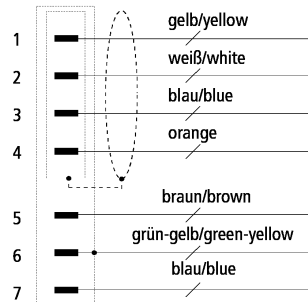 gelb/yellow
1
weiß/white
2
blau/blue
3
orange
4
braun/brown
5
grün-gelb/green-yellow
6
blau/blue
7